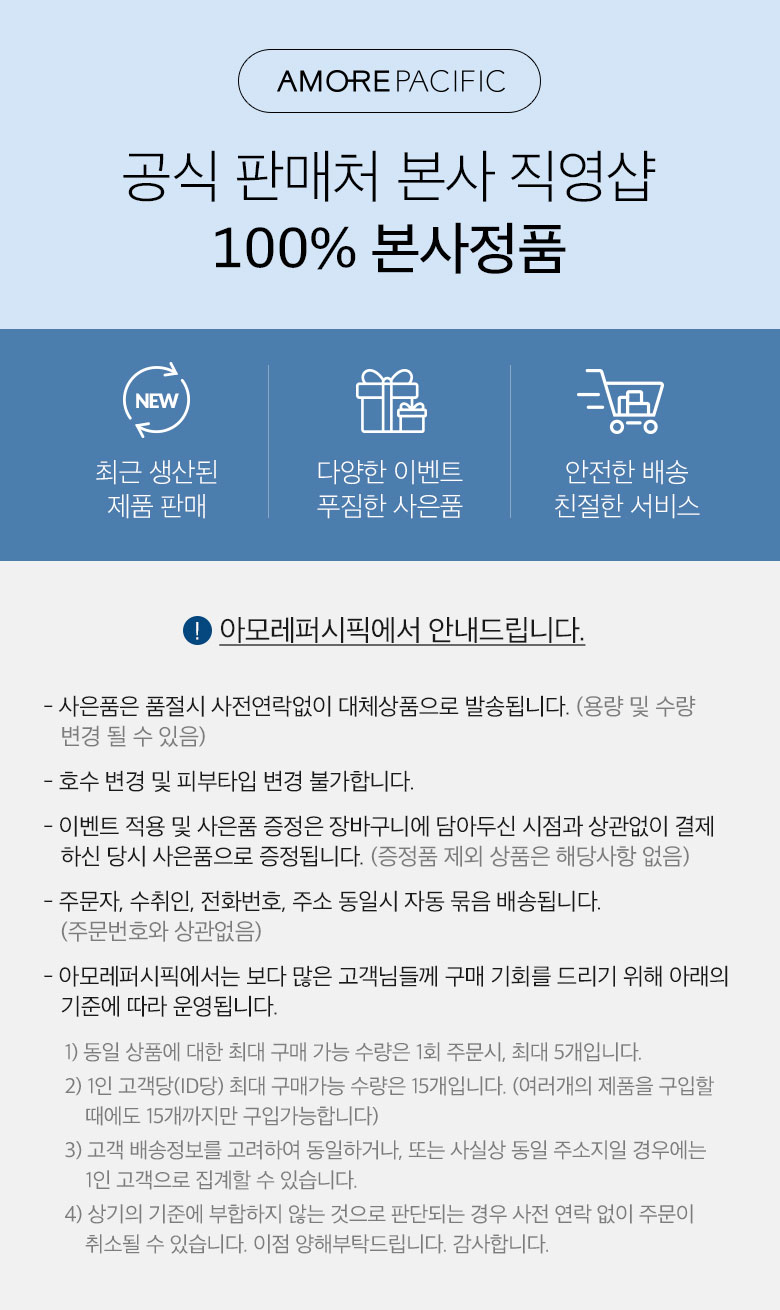 AMOREPACIFIC
공식 판매처 본사 직영샵
100% 본사정품
NEW
최근 생산된
제품 판매
다양한 이벤트
푸짐한 사은품
안전한 배송
친절한 서비스
! 아모레퍼시픽에서 안내드립니다.
- 사은품은 품절시 사전연락없이 대체상품으로 발송됩니다. (용량 및 수량
변경 될 수 있음)
- 호수 변경 및 피부타입 변경 불가합니다.
- 이벤트 적용 및 사은품 증정은 장바구니에 담아두신 시점과 상관없이 결제
하신 당시 사은품으로 증정됩니다. (증정품 제외 상품은 해당사항 없음)
- 주문자, 수취인, 전화번호, 주소 동일시 자동 묶음 배송됩니다.
(주문번호와 상관없음)
- 아모레퍼시픽에서는 보다 많은 고객님들께 구매 기회를 드리기 위해 아래의
기준에 따라 운영됩니다.
1) 동일 상품에 대한 최대 구매 가능 수량은 1회 주문시, 최대 5개입니다.
2) 1인 고객당(ID당) 최대 구매가능 수량은 15개입니다. (여러개의 제품을 구입할
때에도 15개까지만 구입가능합니다)
3) 고객 배송정보를 고려하여 동일하거나, 또는 사실상 동일 주소지일 경우에는
1인 고객으로 집계할 수 있습니다.
4) 상기의 기준에 부합하지 않는 것으로 판단되는 경우 사전 연락 없이 주문이
취소될 수 있습니다. 이점 양해부탁드립니다. 감사합니다.